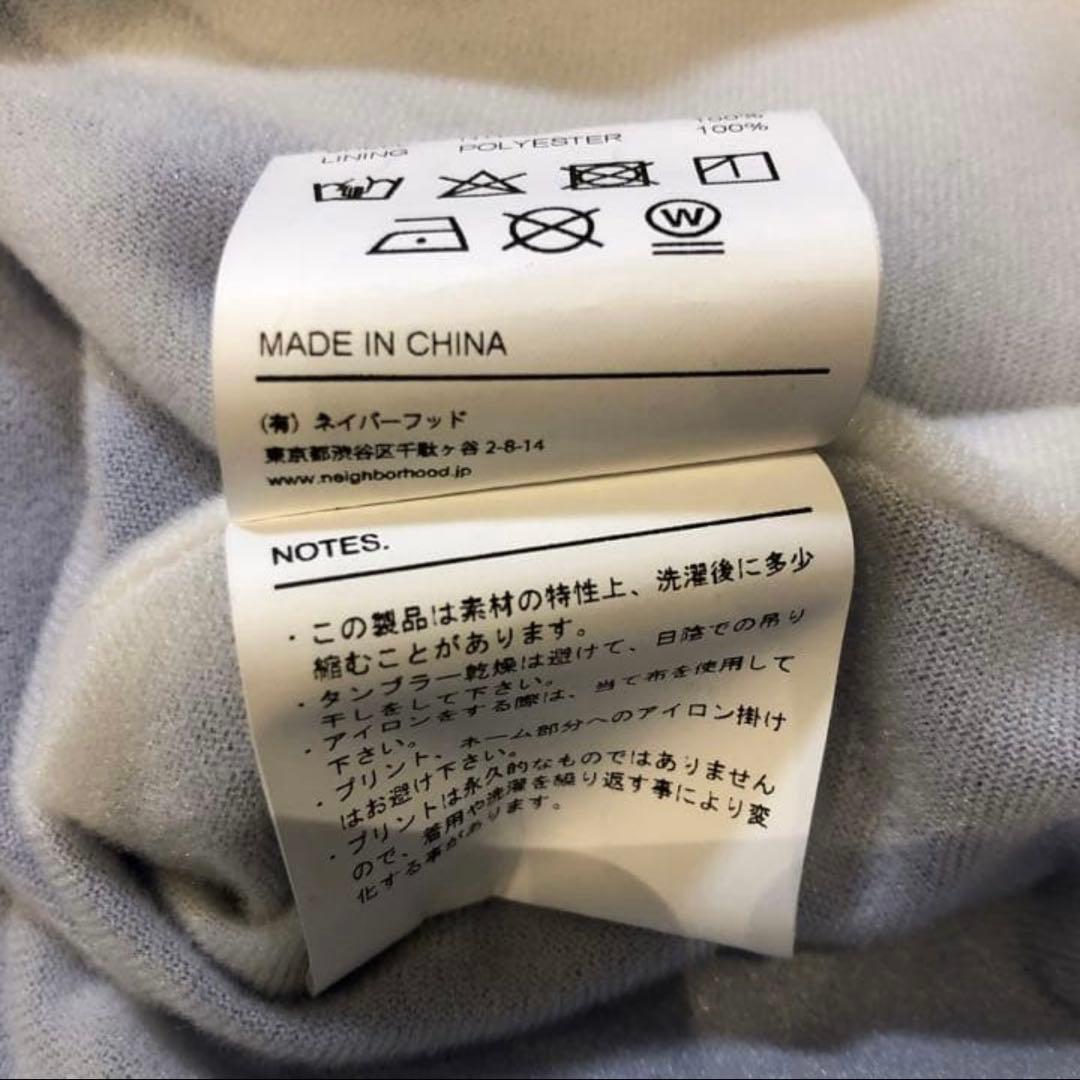 100%
LINING POLYESTER 100%
W
MADE IN CHINA
(有) ネイバーフッド
東京都渋谷区千駄ヶ谷 2-8-14
www.neighborhood.jp
NOTES.
・この製品は素材の特性上、洗濯後に多少
縮むことがあります。
・タンブラー乾燥は避けて、日陰での吊り
干しをして下さい。
・アイロンをする際は、当て布を使用して
下さい。
・プリント、ネーム部分へのアイロン掛け
はお避け下さい。
・プリントは永久的なものではありません
ので、着用や洗濯を繰り返す事により変
化する事があります。